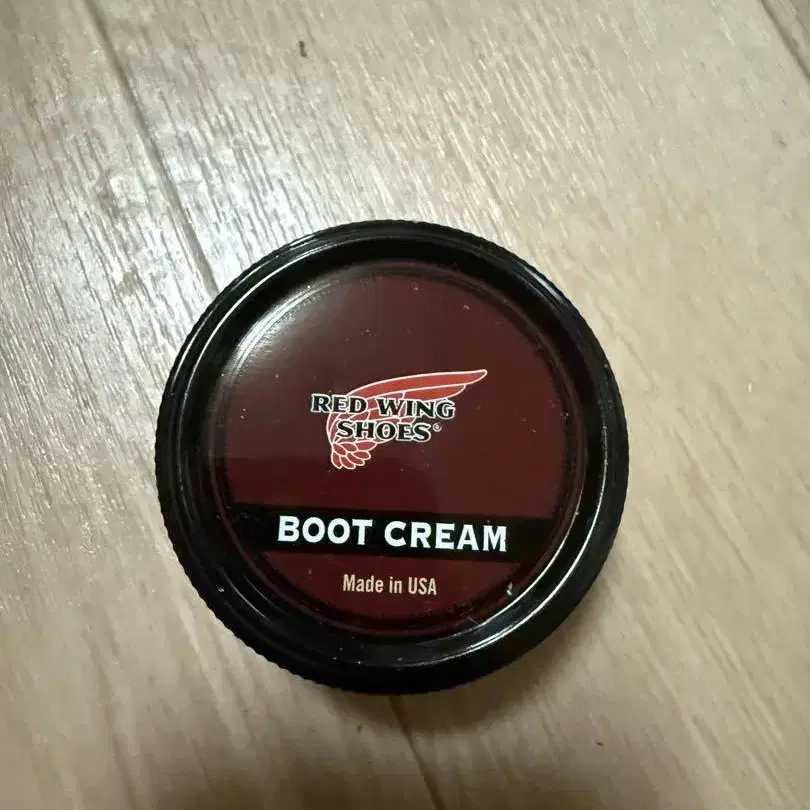 RED WING
SHOES®
BOOT CREAM
Made in USA